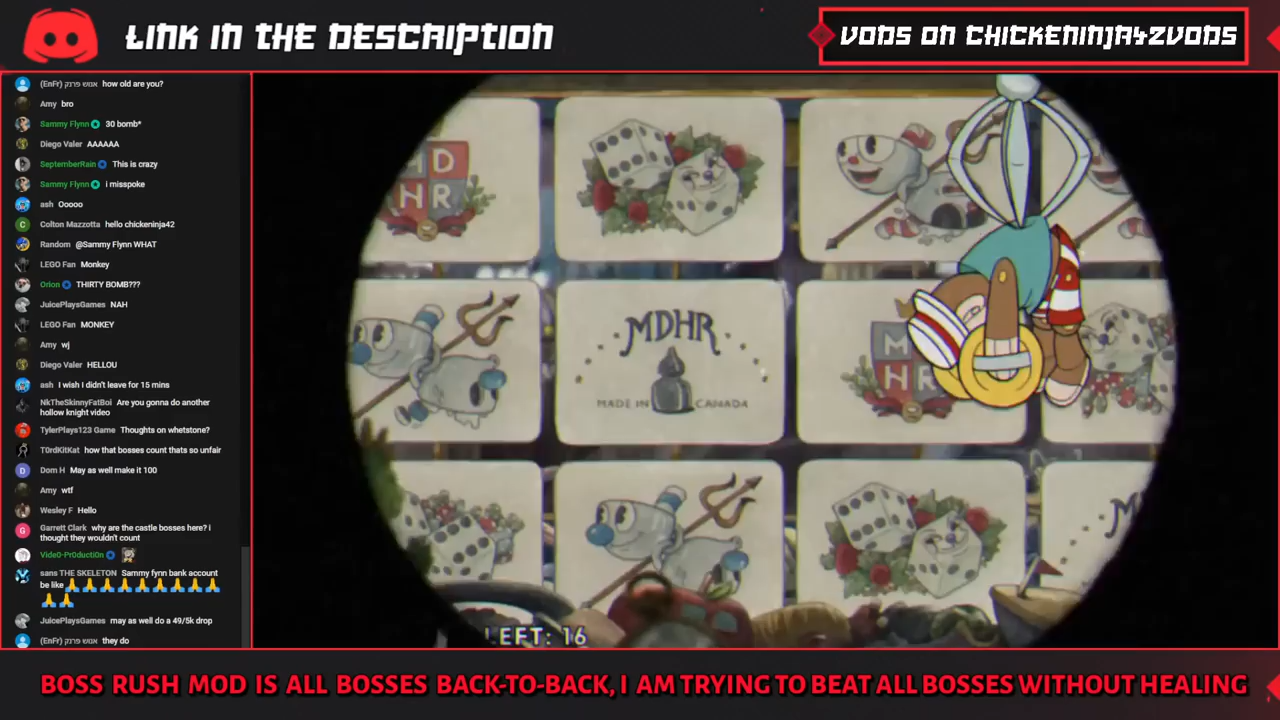 LINK IN THE DESCRIPTION
VODS ON CHICKENINJA42VODS
(EnFr) אנוש פרנק how old are you?
Amy bro
Sammy Flynn 30 bomb*
Diego Valer AAAAAA
SeptemberRain This is crazy
Sammy Flynn i misspoke
ash Ooooo
Colton Mazzotta hello chickeninja42
Random @Sammy Flynn WHAT
LEGO Fan Monkey
Orion THIRTY BOMB???
JuicePlaysGames NAH
LEGO Fan MONKEY
Amy wj
Diego Valer HELLOU
ash I wish I didn't leave for 15 mins
NkTheSkinnyFatBoi Are you gonna do another
hollow knight video
TylerPlays123 Game Thoughts on whetstone?
T0rdKitKat how that bosses count thats so unfair
Dom H May as well make it 100
Amy wtf
Wesley F Hello
Garrett Clark why are the castle bosses here? i
thought they wouldn't count
Vide0-Pr0ducti0n
sans THE SKELETON Sammy fynn bank account
be like 🙏🙏🙏🙏🙏🙏🙏🙏🙏
🙏🙏
JuicePlaysGames may as well do a 49/5k drop
(EnFr) אנוש פרנק they do
MD
HR
MDHR
MADE IN CANADA
M
HR
M
LEFT: 16
BOSS RUSH MOD IS ALL BOSSES BACK-TO-BACK, I AM TRYING TO BEAT ALL BOSSES WITHOUT HEALING